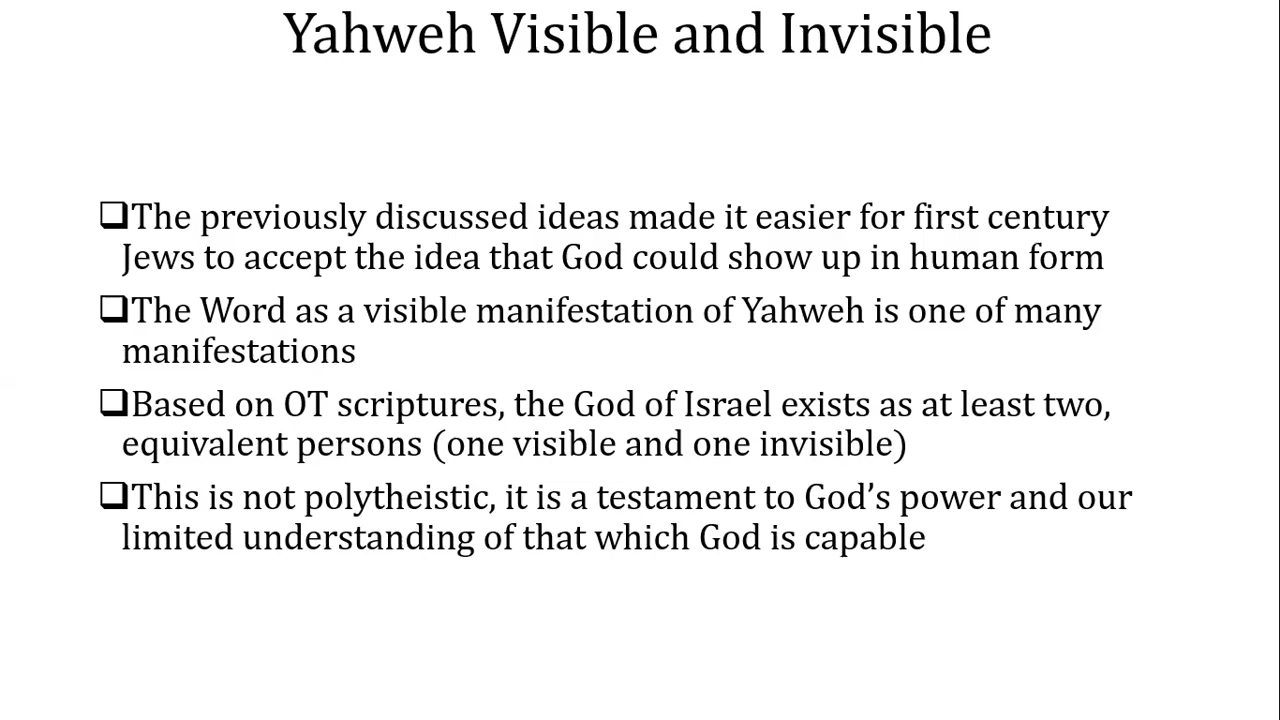 Yahweh Visible and Invisible
❑The previously discussed ideas made it easier for first century
Jews to accept the idea that God could show up in human form
❑The Word as a visible manifestation of Yahweh is one of many
manifestations
❑Based on OT scriptures, the God of Israel exists as at least two,
equivalent persons (one visible and one invisible)
❑This is not polytheistic, it is a testament to God’s power and our
limited understanding of that which God is capable